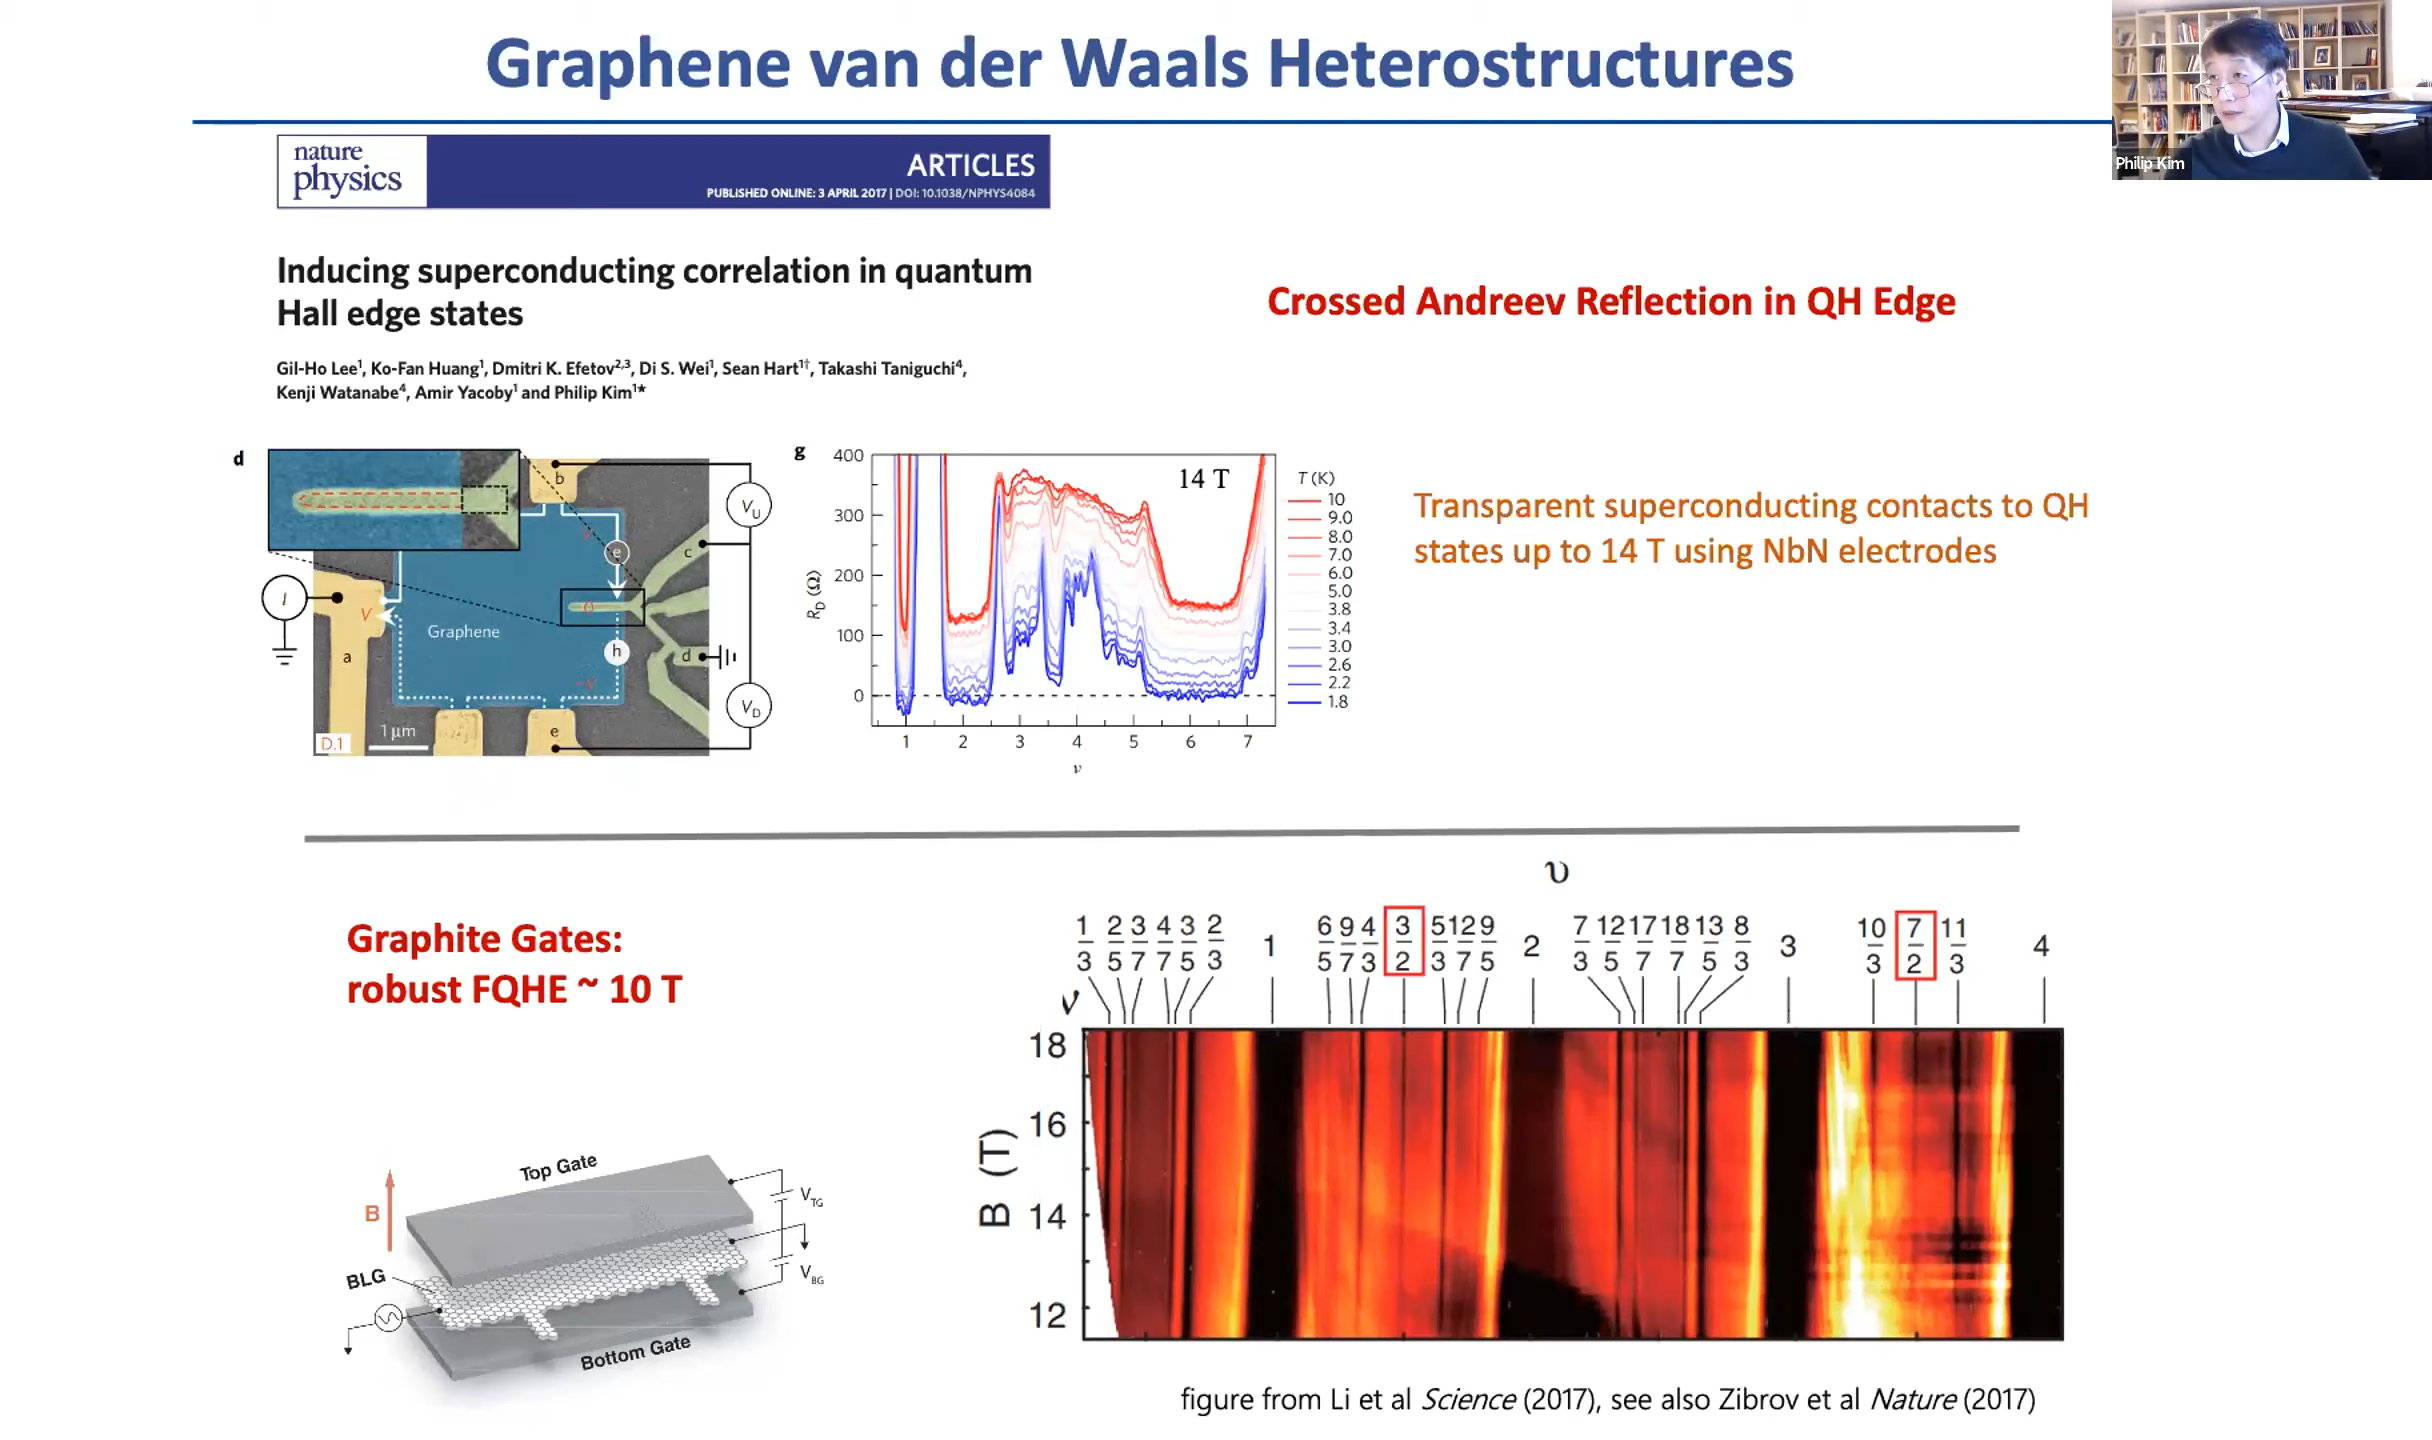 Graphene van der Waals Heterostructures
Philip Kim
nature
physics
ARTICLES
PUBLISHED ONLINE: 3 APRIL 2017 | DOI: 10.1038/NPHYS4084
Inducing superconducting correlation in quantum
Hall edge states
Gil-Ho Lee1, Ko-Fan Huang1, Dmitri K. Efetov2,3, Di S. Wei1, Sean Hart1†, Takashi Taniguchi4,
Kenji Watanabe4, Amir Yacoby1 and Philip Kim1*
Crossed Andreev Reflection in QH Edge
Transparent superconducting contacts to QH
states up to 14 T using NbN electrodes
d
b
VU
c
e
I
V
0
Graphene
a
h
d
−V
VD
D.1
1 μm
e
g
400
300
200
100
0
RD (Ω)
14 T
1 2 3 4 5 6 7
ν
T (K)
10
9.0
8.0
7.0
6.0
5.0
3.8
3.4
3.0
2.6
2.2
1.8
Graphite Gates:
robust FQHE ~ 10 T
B
Top Gate
VTG
BLG
VBG
Bottom Gate
υ
1/3 2/5 3/7 4/7 3/5 2/3 1 6/5 9/7 4/3 3/2 5/3 12/7 9/5 2 7/3 12/5 17/7 18/7 13/5 8/3 3 10/3 7/2 11/3 4
ν
18
16
14
12
B (T)
figure from Li et al Science (2017), see also Zibrov et al Nature (2017)